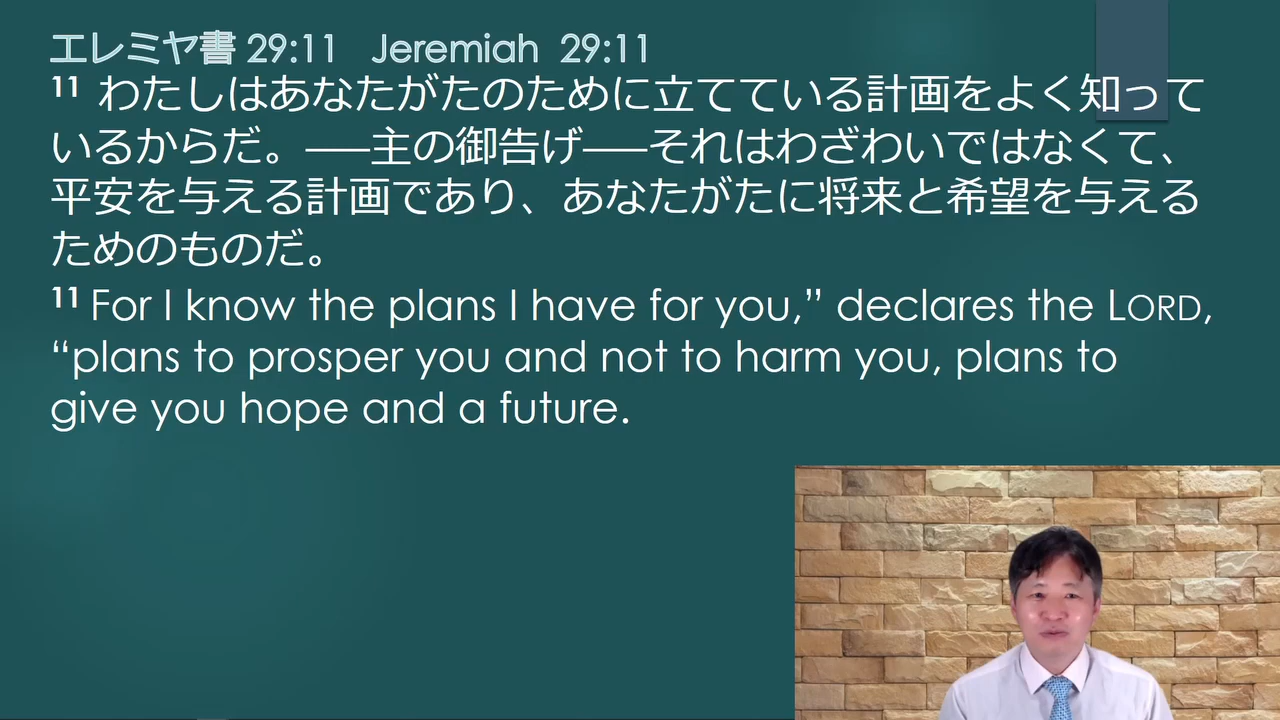 エレミヤ書 29:11 Jeremiah 29:11
11 わたしはあなたがたのために立てている計画をよく知って
いるからだ。——主の御告げ——それはわざわいではなくて、
平安を与える計画であり、あなたがたに将来と希望を与える
ためのものだ。
11 For I know the plans I have for you,” declares the LORD,
“plans to prosper you and not to harm you, plans to
give you hope and a future.